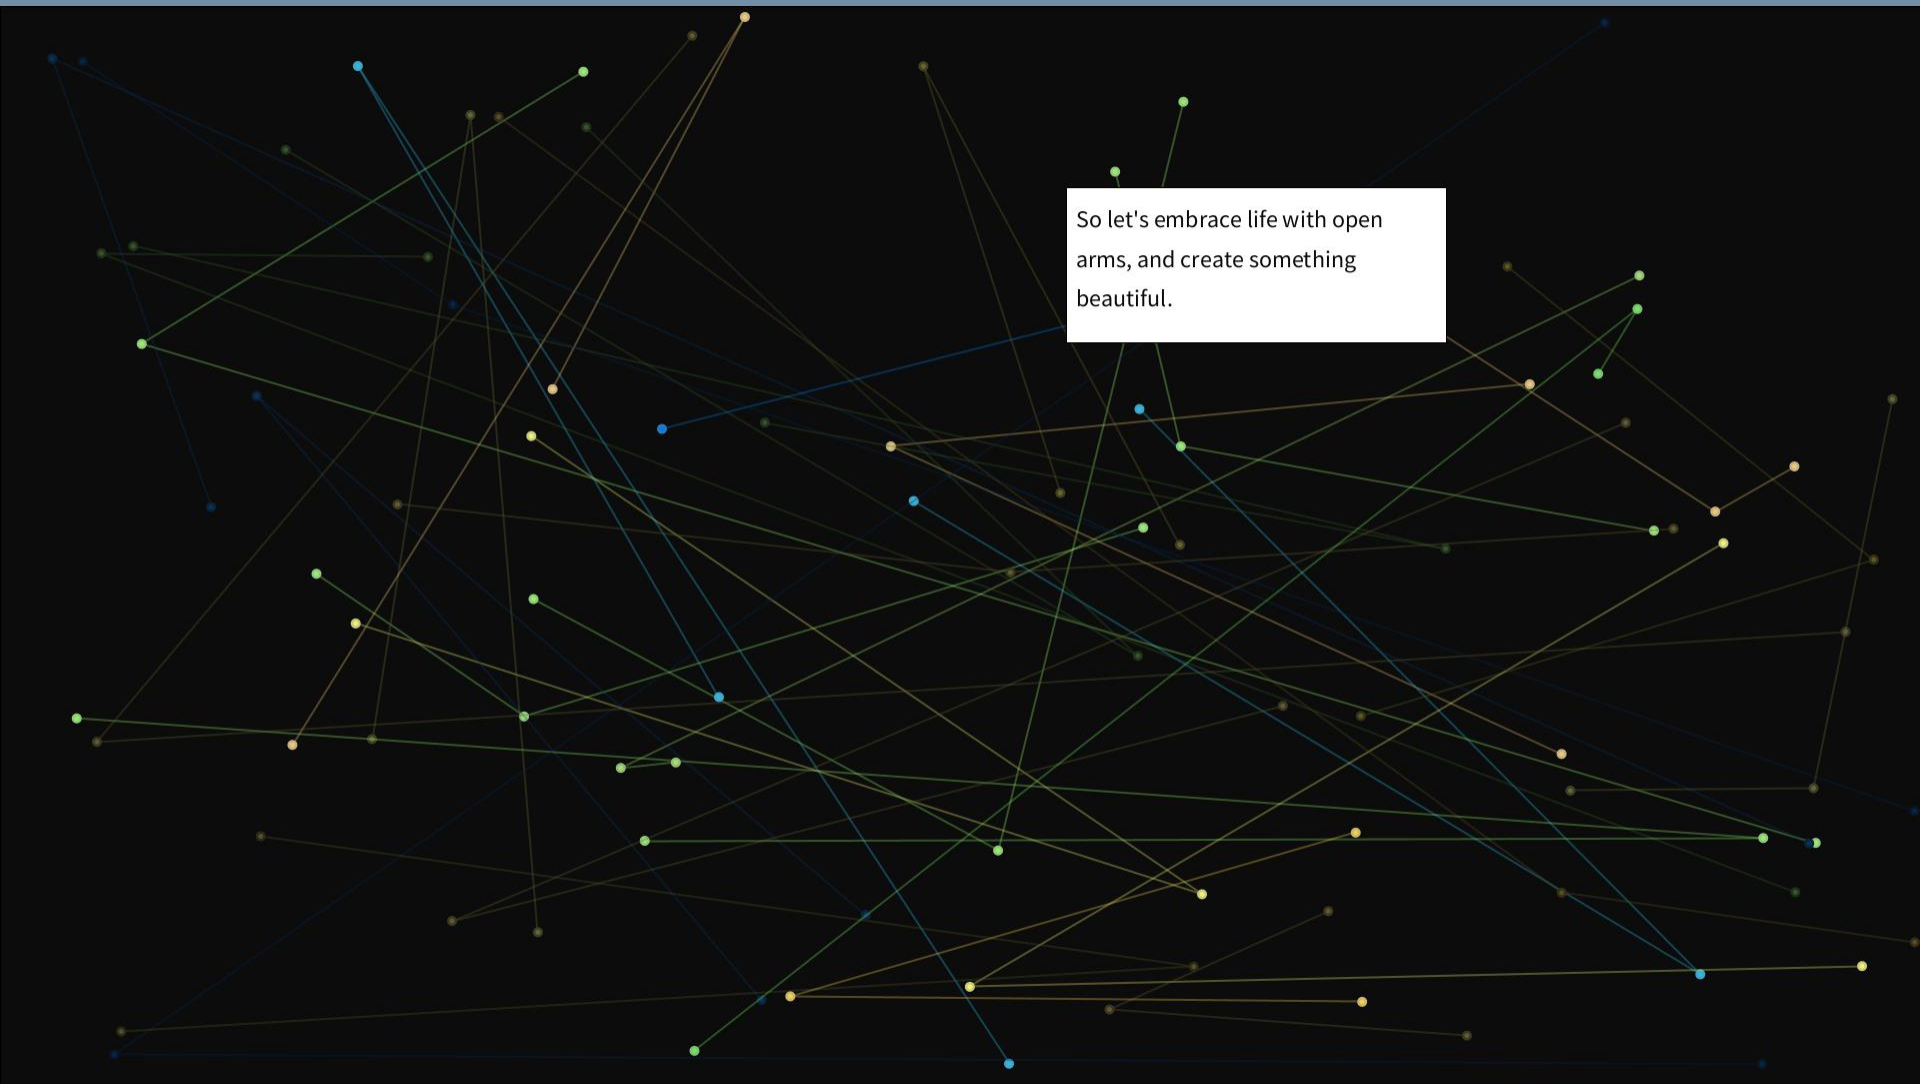 So let's embrace life with open
arms, and create something
beautiful.